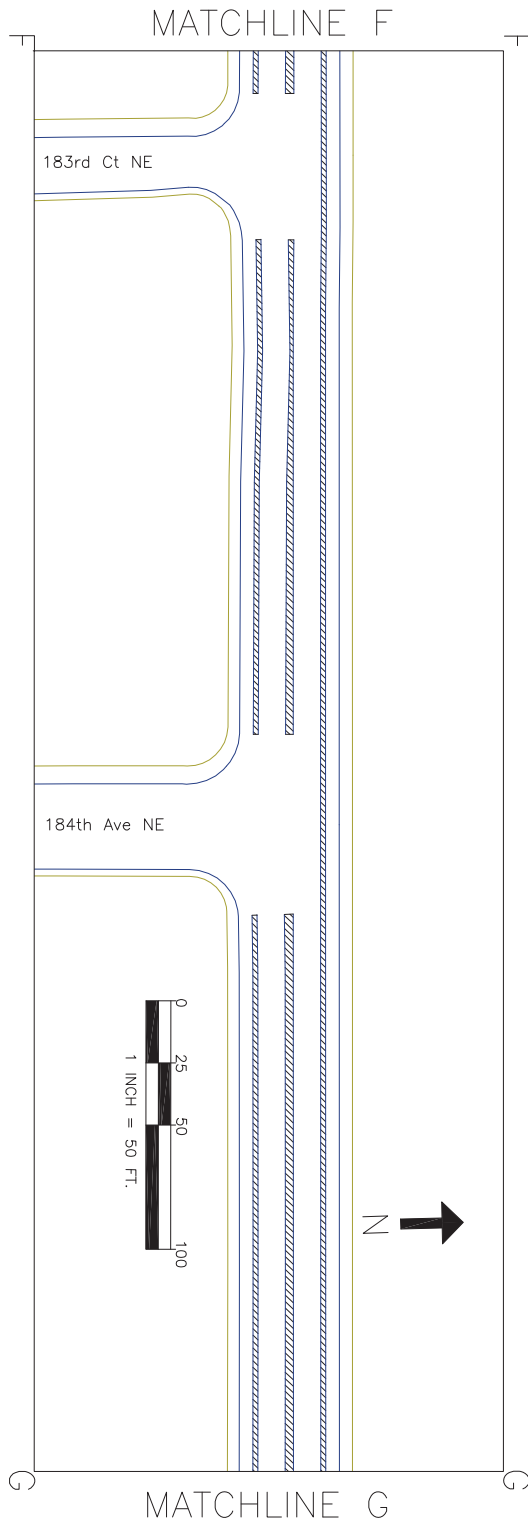 MATCHLINE F
F
F
183rd Ct NE
184th Ave NE
0
25
50
100
1 INCH = 50 FT.
N
G
G
MATCHLINE G